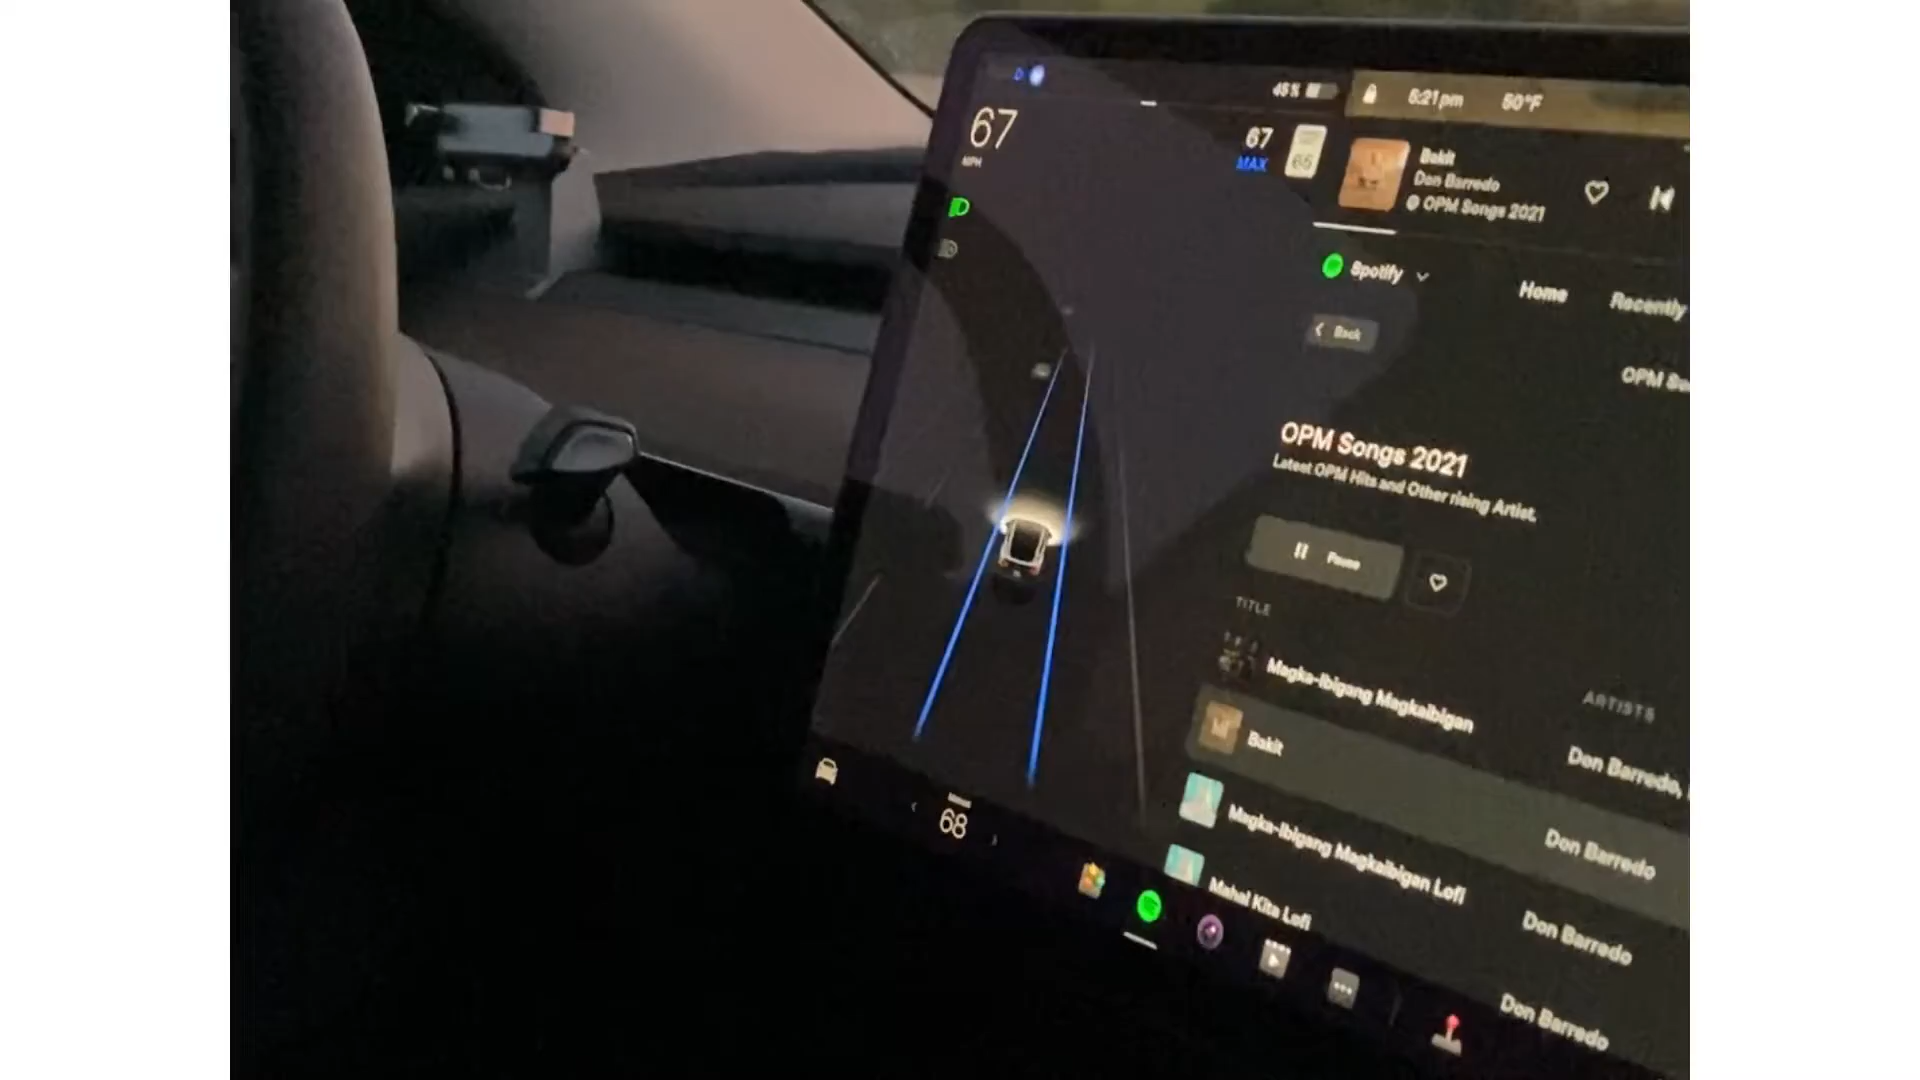 D
67
MPH
45%
67
MAX
65
6:21 pm
50°F
Bakit
Don Barredo
OPM Songs 2021
Spotify
Home
Recently
Back
OPM
OPM Songs 2021
Latest OPM Hits and Other rising Artist.
Pause
TITLE
ARTISTS
Magka-Ibigang Magkaibigan
Don Barredo,
Bakit
Don Barredo
Magka-Ibigang Magkaibigan Lofi
Don Barredo
Mahal Kita Lofi
Don Barredo
Manual
68